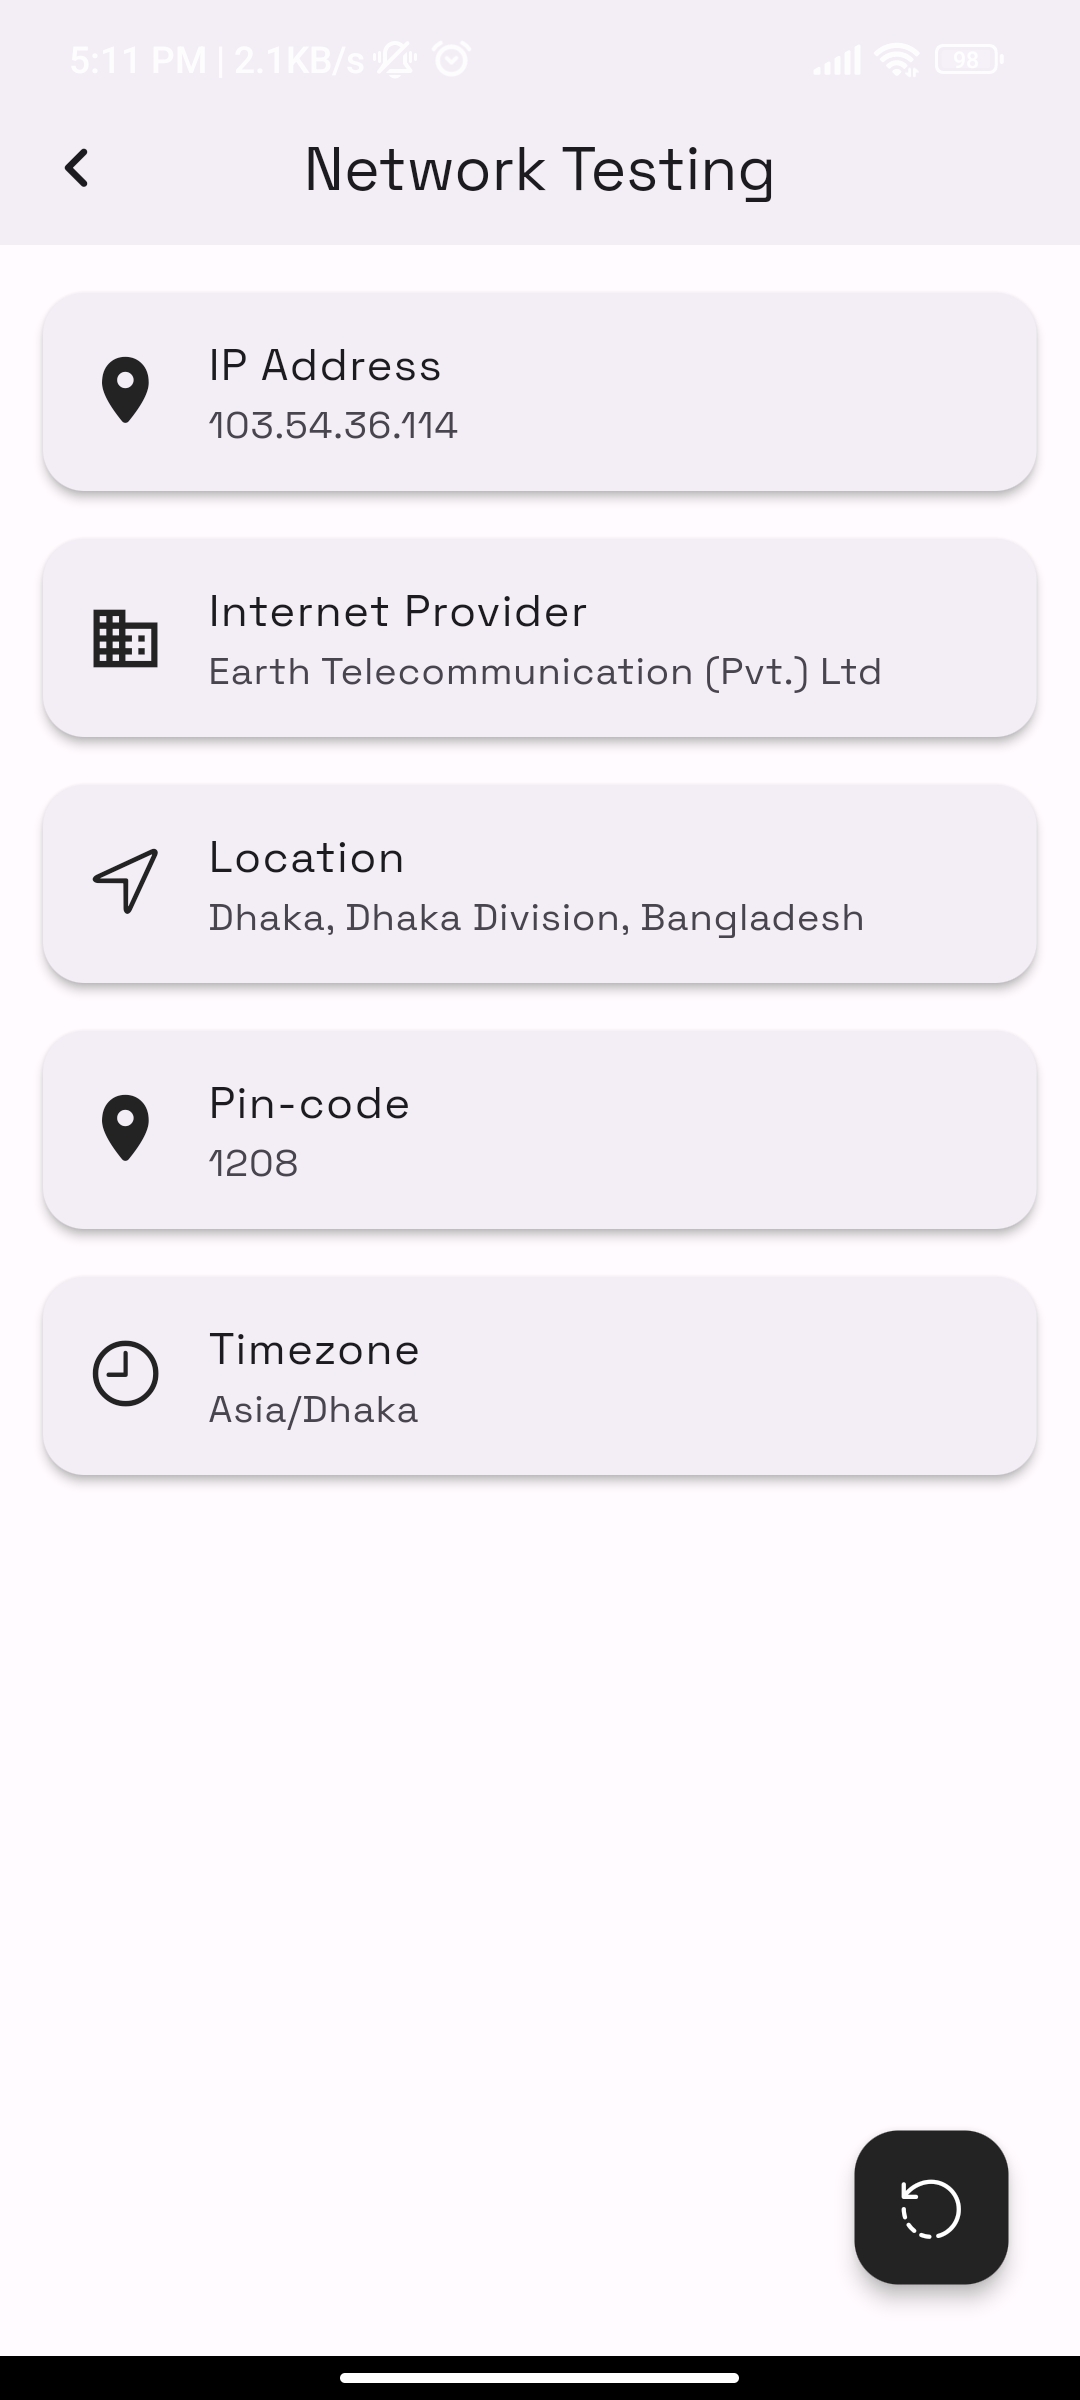 5:11 PM | 2.1KB/s
98
Network Testing
IP Address
103.54.36.114
Internet Provider
Earth Telecommunication (Pvt.) Ltd
Location
Dhaka, Dhaka Division, Bangladesh
Pin-code
1208
Timezone
Asia/Dhaka